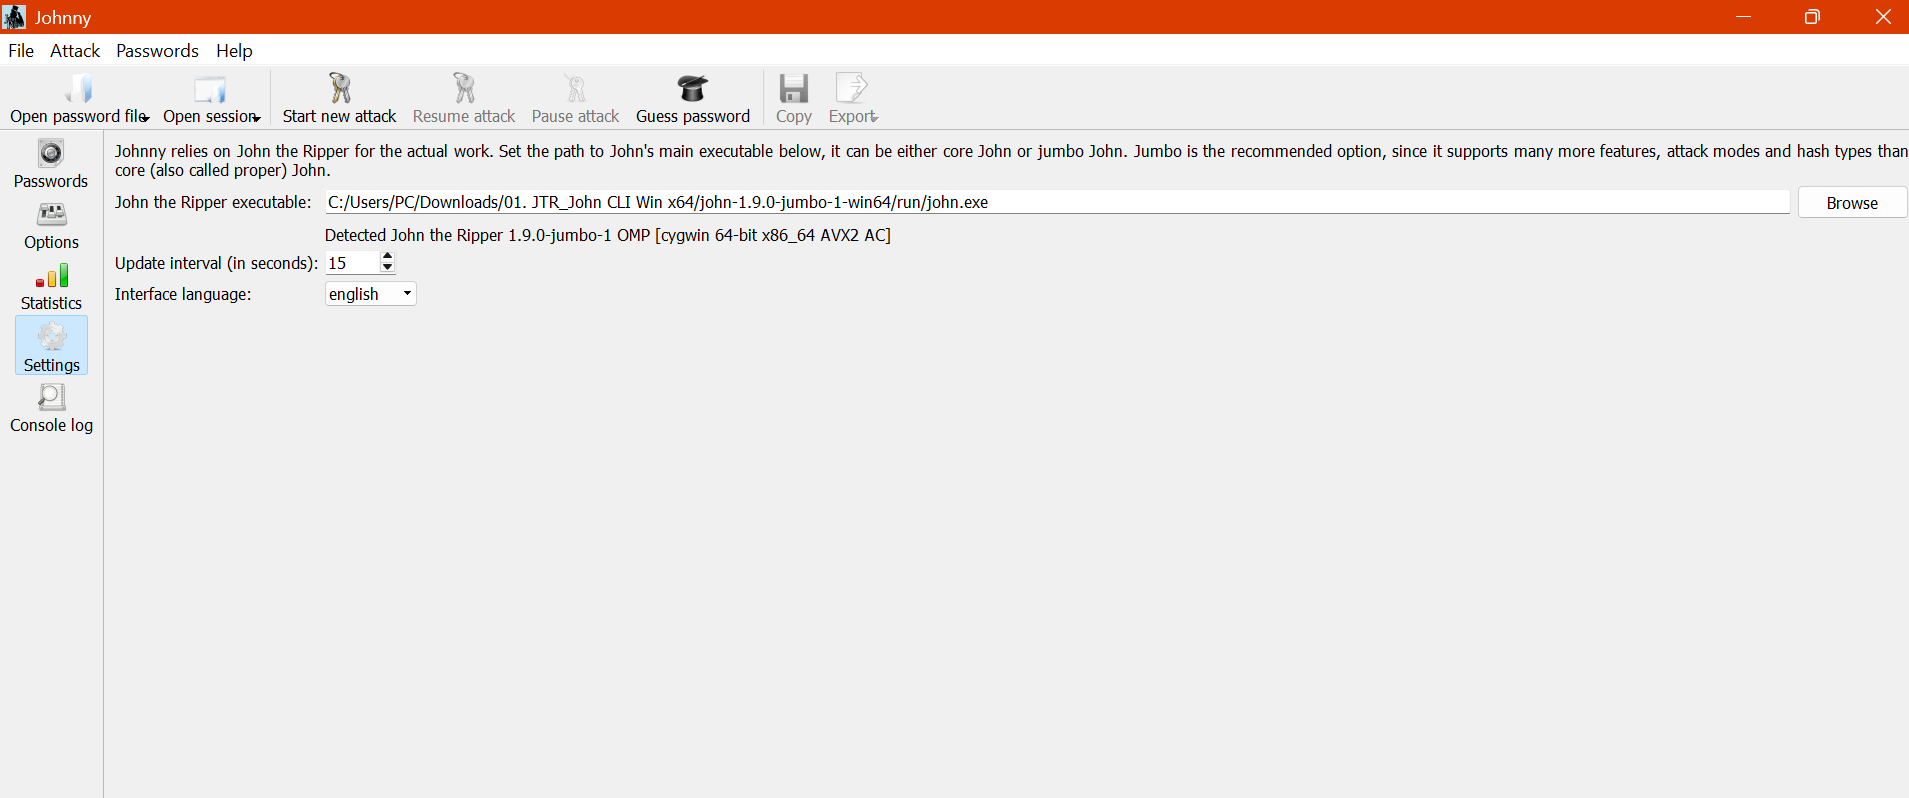 Johnny
File Attack Passwords Help
Open password file Open session Start new attack Resume attack Pause attack Guess password Copy Export
Passwords
Options
Statistics
Settings
Console log
Johnny relies on John the Ripper for the actual work. Set the path to John's main executable below, it can be either core John or jumbo John. Jumbo is the recommended option, since it supports many more features, attack modes and hash types than
core (also called proper) John.
John the Ripper executable: C:/Users/PC/Downloads/01. JTR_John CLI Win x64/john-1.9.0-jumbo-1-win64/run/john.exe Browse
Detected John the Ripper 1.9.0-jumbo-1 OMP [cygwin 64-bit x86_64 AVX2 AC]
Update interval (in seconds): 15
Interface language: english